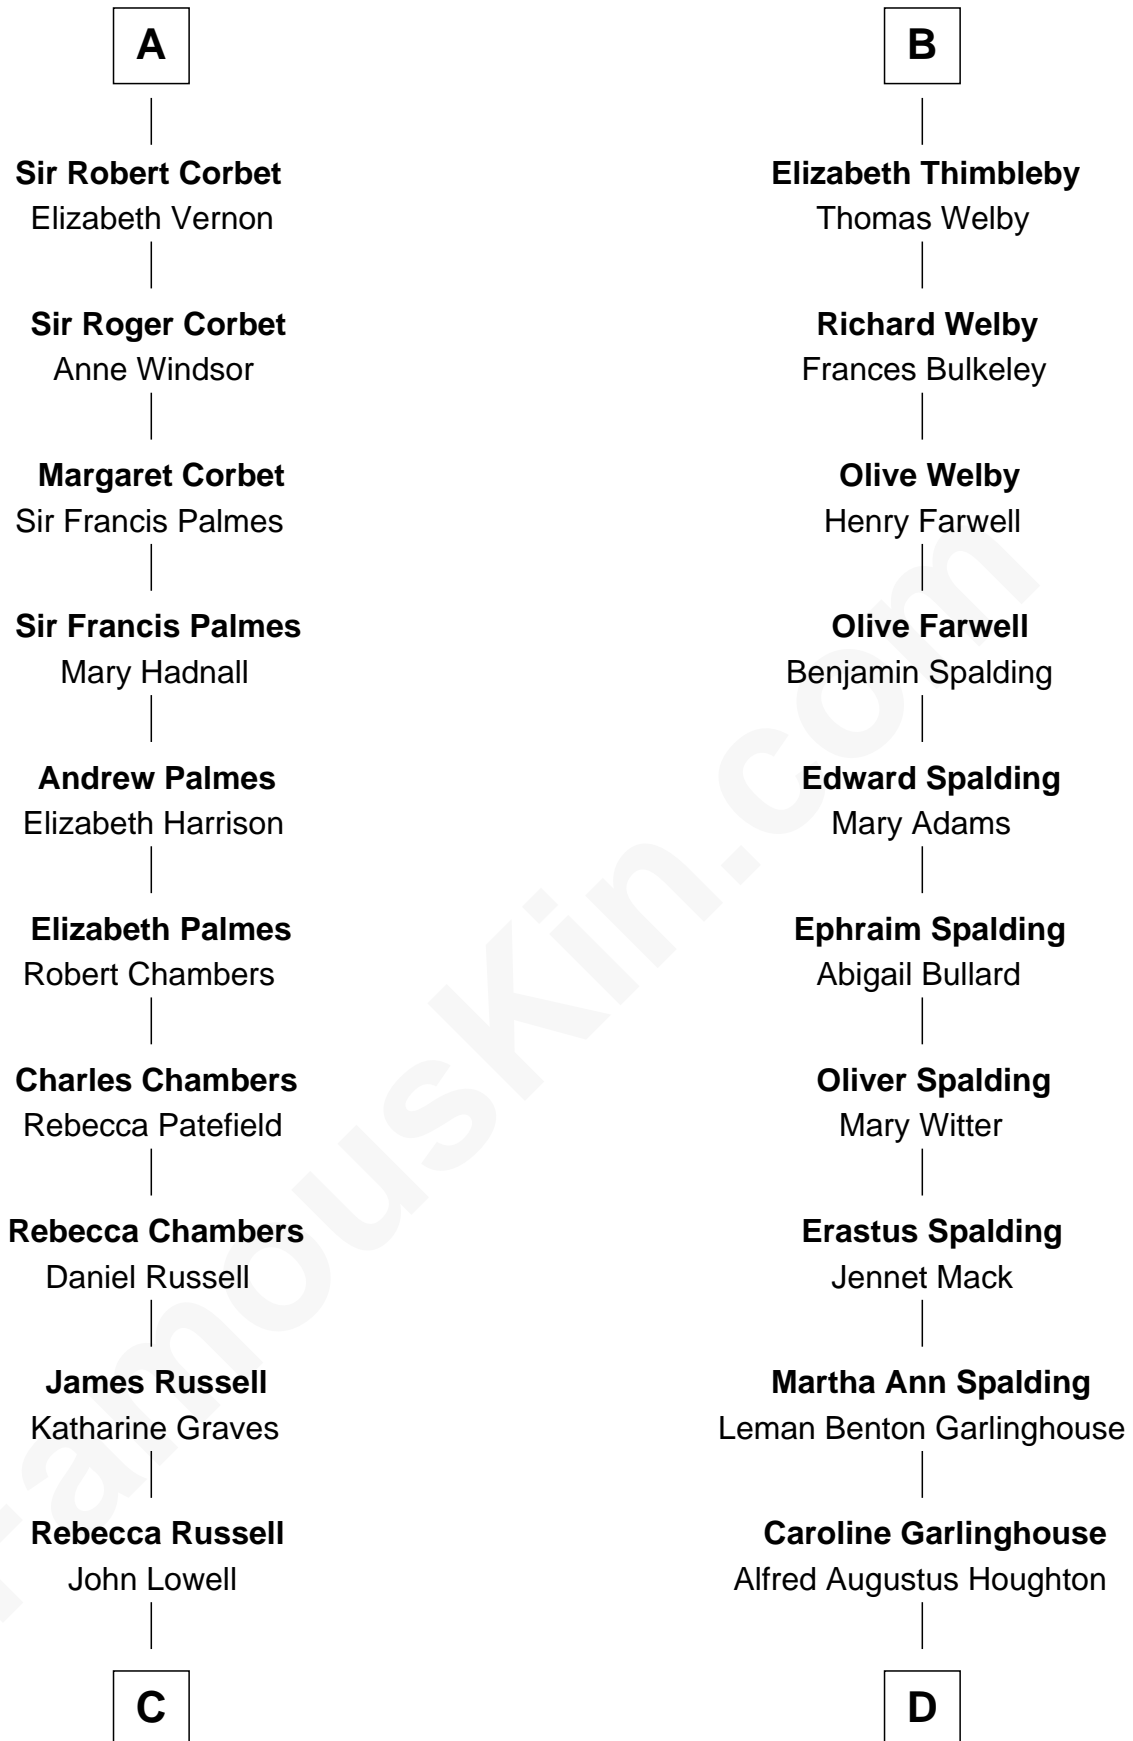 A
Sir Robert Corbet
Elizabeth Vernon
Sir Roger Corbet
Anne Windsor
Margaret Corbet
Sir Francis Palmes
Sir Francis Palmes
Mary Hadnall
Andrew Palmes
Elizabeth Harrison
Elizabeth Palmes
Robert Chambers
Charles Chambers
Rebecca Patefield
Rebecca Chambers
Daniel Russell
James Russell
Katharine Graves
Rebecca Russell
John Lowell
C
B
Elizabeth Thimbleby
Thomas Welby
Richard Welby
Frances Bulkeley
Olive Welby
Henry Farwell
Olive Farwell
Benjamin Spalding
Edward Spalding
Mary Adams
Ephraim Spalding
Abigail Bullard
Oliver Spalding
Mary Witter
Erastus Spalding
Jennet Mack
Martha Ann Spalding
Leman Benton Garlinghouse
Caroline Garlinghouse
Alfred Augustus Houghton
D
FamousKin.com